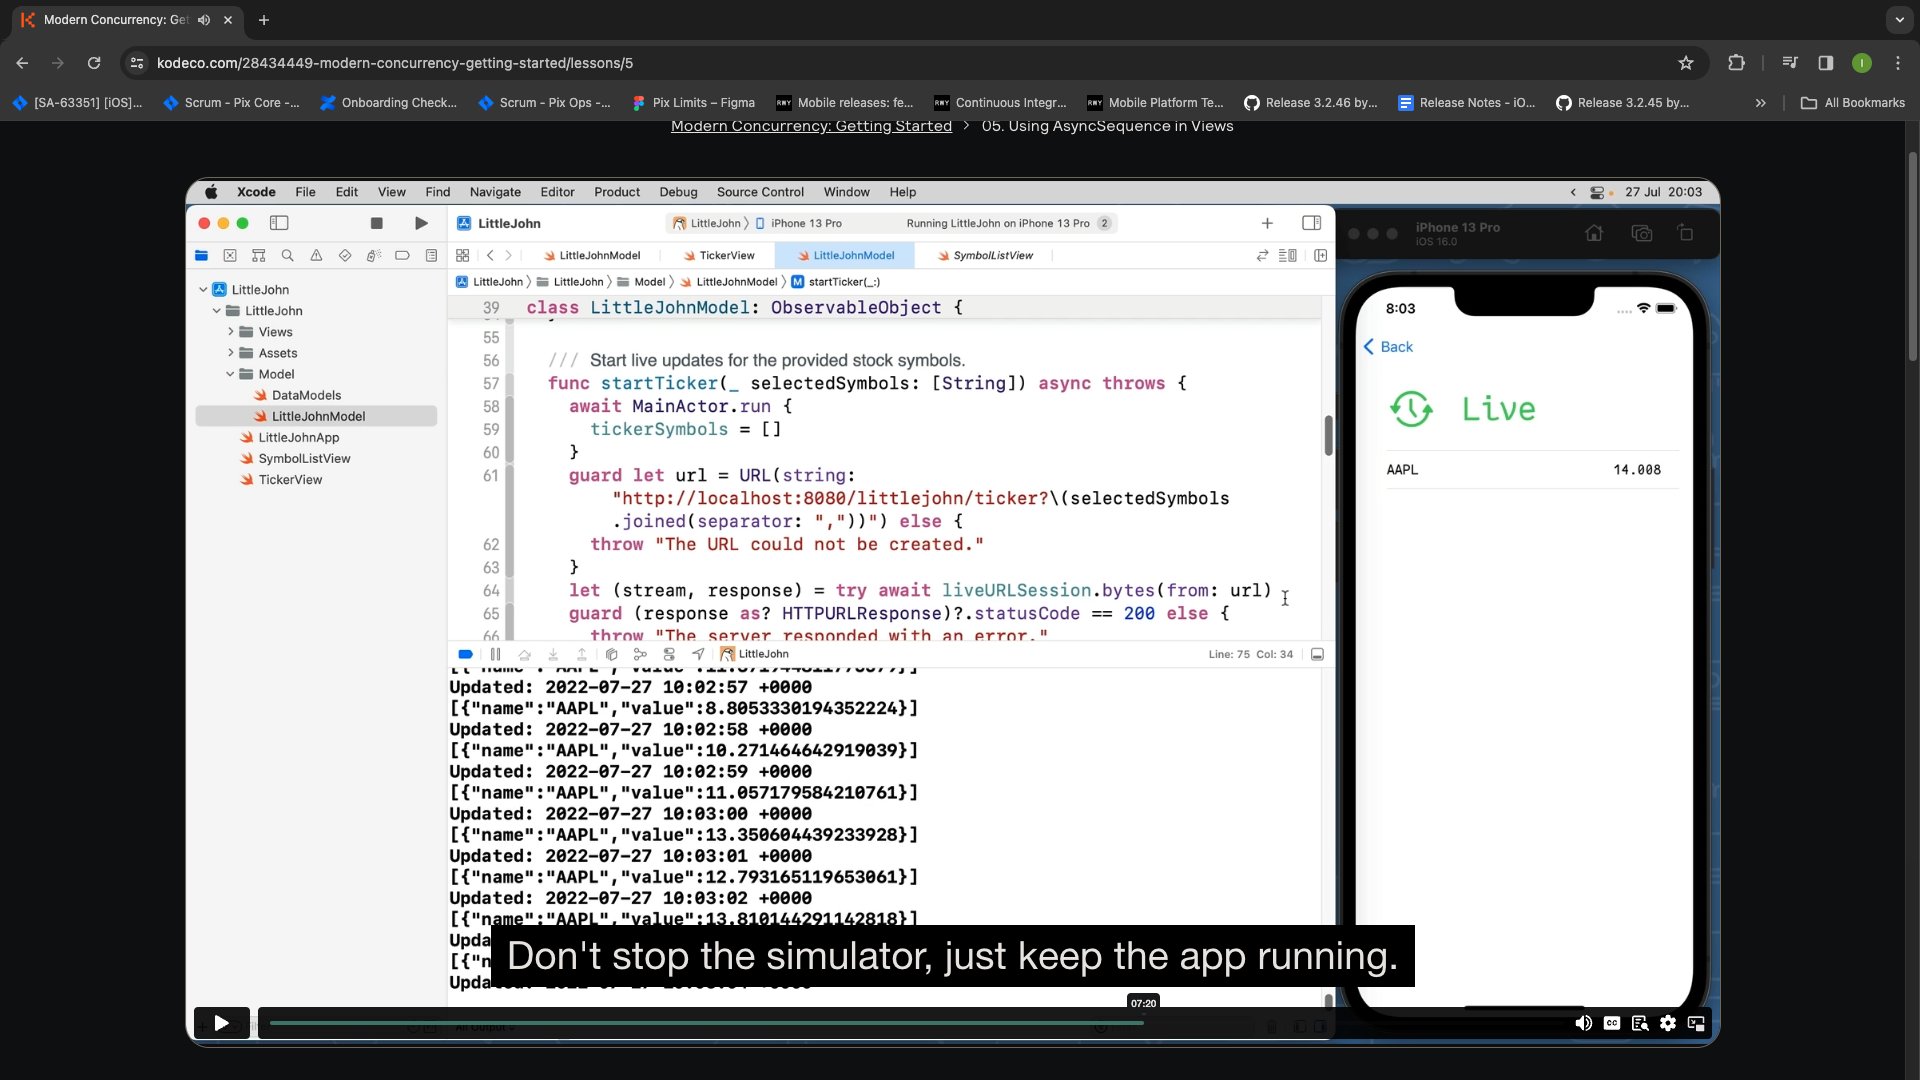 Modern Concurrency: Get
kodeco.com/28434449-modern-concurrency-getting-started/lessons/5
[SA-63351] [iOS]...
Scrum - Pix Core -...
Onboarding Check...
Scrum - Pix Ops -...
Pix Limits – Figma
Mobile releases: fe...
Continuous Integr...
Mobile Platform Te...
Release 3.2.46 by...
Release Notes - iO...
Release 3.2.45 by...
All Bookmarks
Modern Concurrency: Getting Started > 05. Using AsyncSequence in Views
Xcode File Edit View Find Navigate Editor Product Debug Source Control Window Help
27 Jul 20:03
LittleJohn
LittleJohn 〉 iPhone 13 Pro
Running LittleJohn on iPhone 13 Pro 2
iPhone 13 Pro
iOS 16.0
LittleJohnModel
TickerView
LittleJohnModel
SymbolListView
LittleJohn 〉 LittleJohn 〉 Model 〉 LittleJohnModel 〉 M startTicker(_:)
LittleJohn
LittleJohn
Views
Assets
Model
DataModels
LittleJohnModel
LittleJohnApp
SymbolListView
TickerView
39 class LittleJohnModel: ObservableObject {
55
56 /// Start live updates for the provided stock symbols.
57 func startTicker(_ selectedSymbols: [String]) async throws {
58 await MainActor.run {
59 tickerSymbols = []
60 }
61 guard let url = URL(string:
"http://localhost:8080/littlejohn/ticker?\(selectedSymbols
.joined(separator: ","))") else {
62 throw "The URL could not be created."
63 }
64 let (stream, response) = try await liveURLSession.bytes(from: url)
65 guard (response as? HTTPURLResponse)?.statusCode == 200 else {
66 throw "The server responded with an error."
LittleJohn
Line: 75 Col: 34
Updated: 2022-07-27 10:02:57 +0000
[{"name":"AAPL","value":8.8053330194352224}]
Updated: 2022-07-27 10:02:58 +0000
[{"name":"AAPL","value":10.271464642919039}]
Updated: 2022-07-27 10:02:59 +0000
[{"name":"AAPL","value":11.057179584210761}]
Updated: 2022-07-27 10:03:00 +0000
[{"name":"AAPL","value":13.350604439233928}]
Updated: 2022-07-27 10:03:01 +0000
[{"name":"AAPL","value":12.793165119653061}]
Updated: 2022-07-27 10:03:02 +0000
[{"name":"AAPL","value":13.810144291142818}]
Upda
[{"n
Upda
Don't stop the simulator, just keep the app running.
8:03
Back
Live
AAPL 14.008
07:20
CC